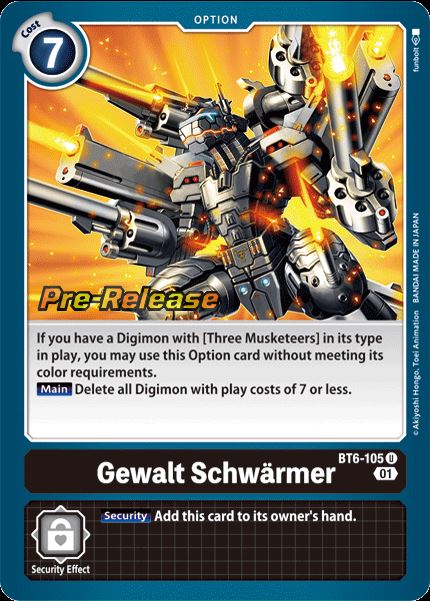 OPTION
Cost
7
funbolt
Pre-Release
©Akiyoshi Hongo, Toei Animation BANDAI MADE IN JAPAN
If you have a Digimon with [Three Musketeers] in its type
in play, you may use this Option card without meeting its
color requirements.
Main Delete all Digimon with play costs of 7 or less.
BT6-105 U
Gewalt Schwärmer 01
Security Add this card to its owner's hand.
Security Effect